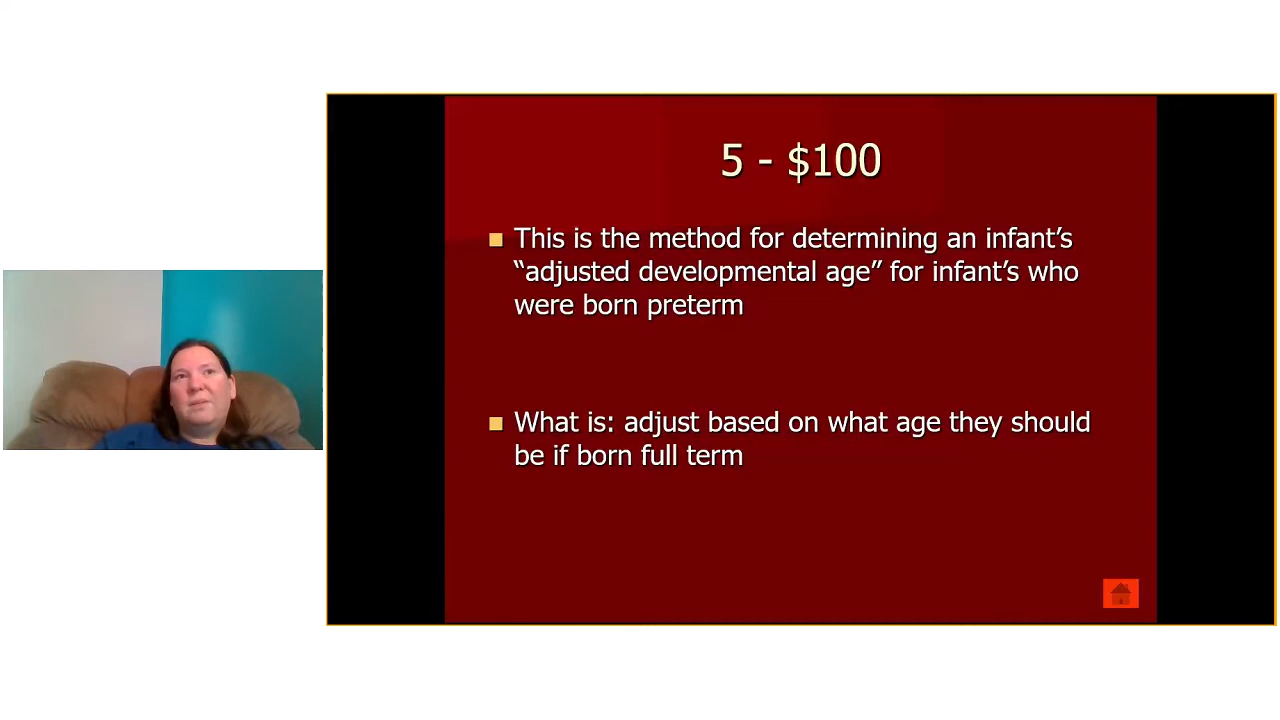 5 - $100
This is the method for determining an infant’s
“adjusted developmental age” for infant’s who
were born preterm
What is: adjust based on what age they should
be if born full term